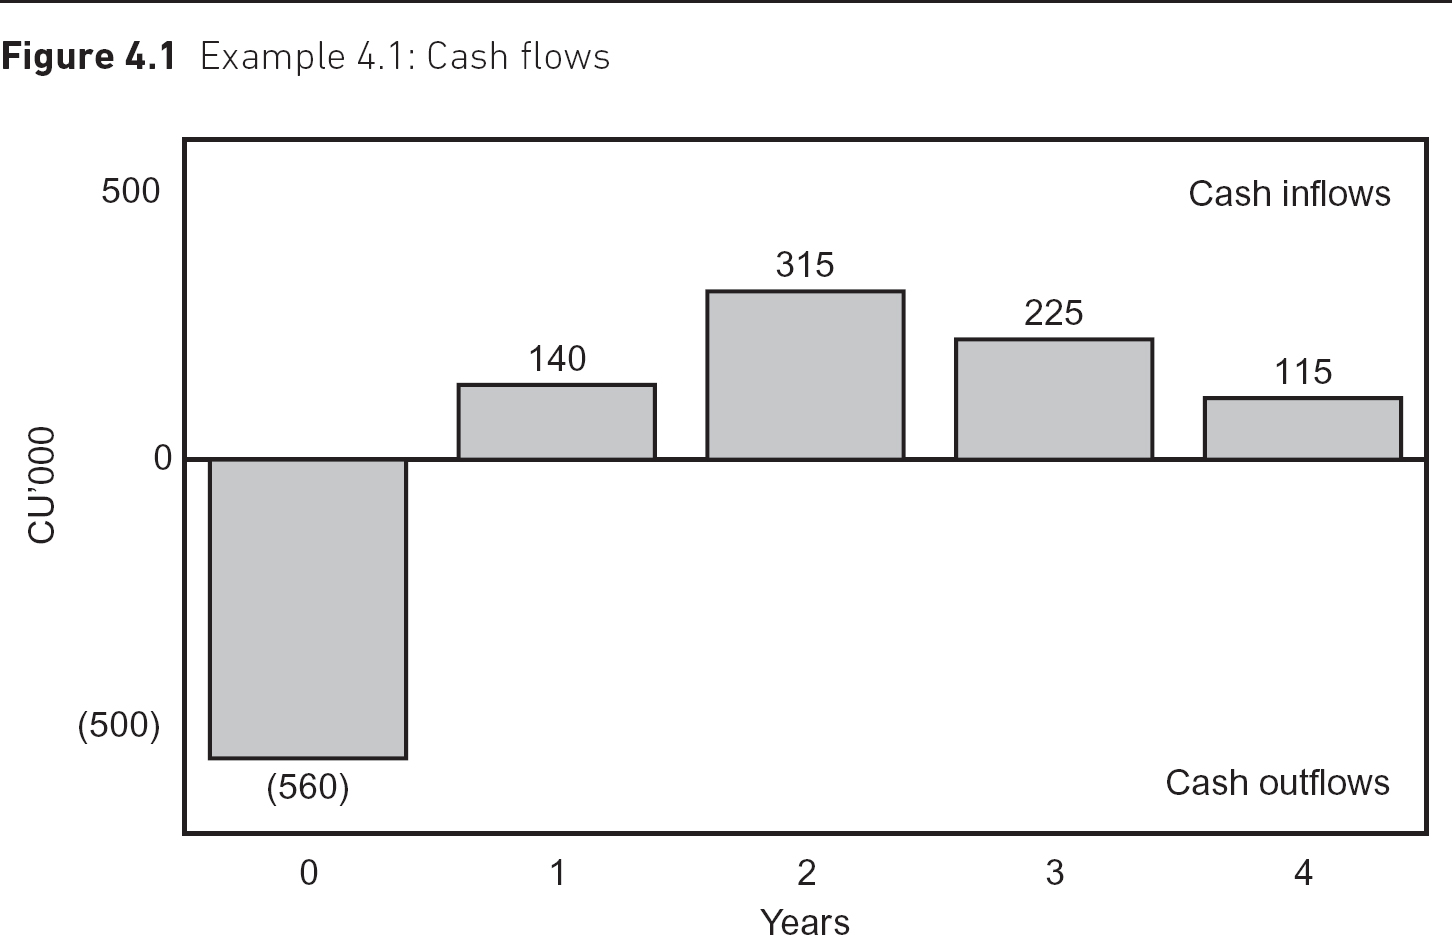 Figure 4.1 Example 4.1: Cash flows
500
Cash inflows
315
225
140
115
0
CU'000
(500)
(560)
Cash outflows
0 1 2 3 4
Years